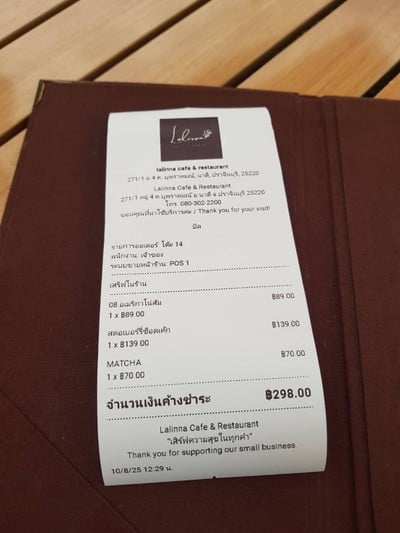 Lalinna
lalinna cafe & restaurant
271/1 ม.4 ต. บุพราหมณ์, นาดี, ปราจีนบุรี, 25220
Lalinna Cafe & Restaurant
271/1 หมู่ 4 ต.บุพราหมณ์ อ.นาดี จ.ปราจีนบุรี 25220
โทร: 080-302-2200
ขอบคุณที่มาใช้บริการค่ะ / Thank you for your visit!
บิล
รายการออเดอร์: โต๊ะ 14
พนักงาน: เจ้าของ
ระบบขายหน้าร้าน: POS 1
เสริฟในร้าน
08 อเมริกาโน่ส้ม ฿89.00
1 x ฿89.00
สตอเบอร์รี่ช็อตเค้ก ฿139.00
1 x ฿139.00
MATCHA ฿70.00
1 x ฿70.00
จำนวนเงินค้างชำระ ฿298.00
Lalinna Cafe & Restaurant
"เสิร์ฟความสุขในทุกคำ"
Thank you for supporting our small business
10/8/25 12:29 น.